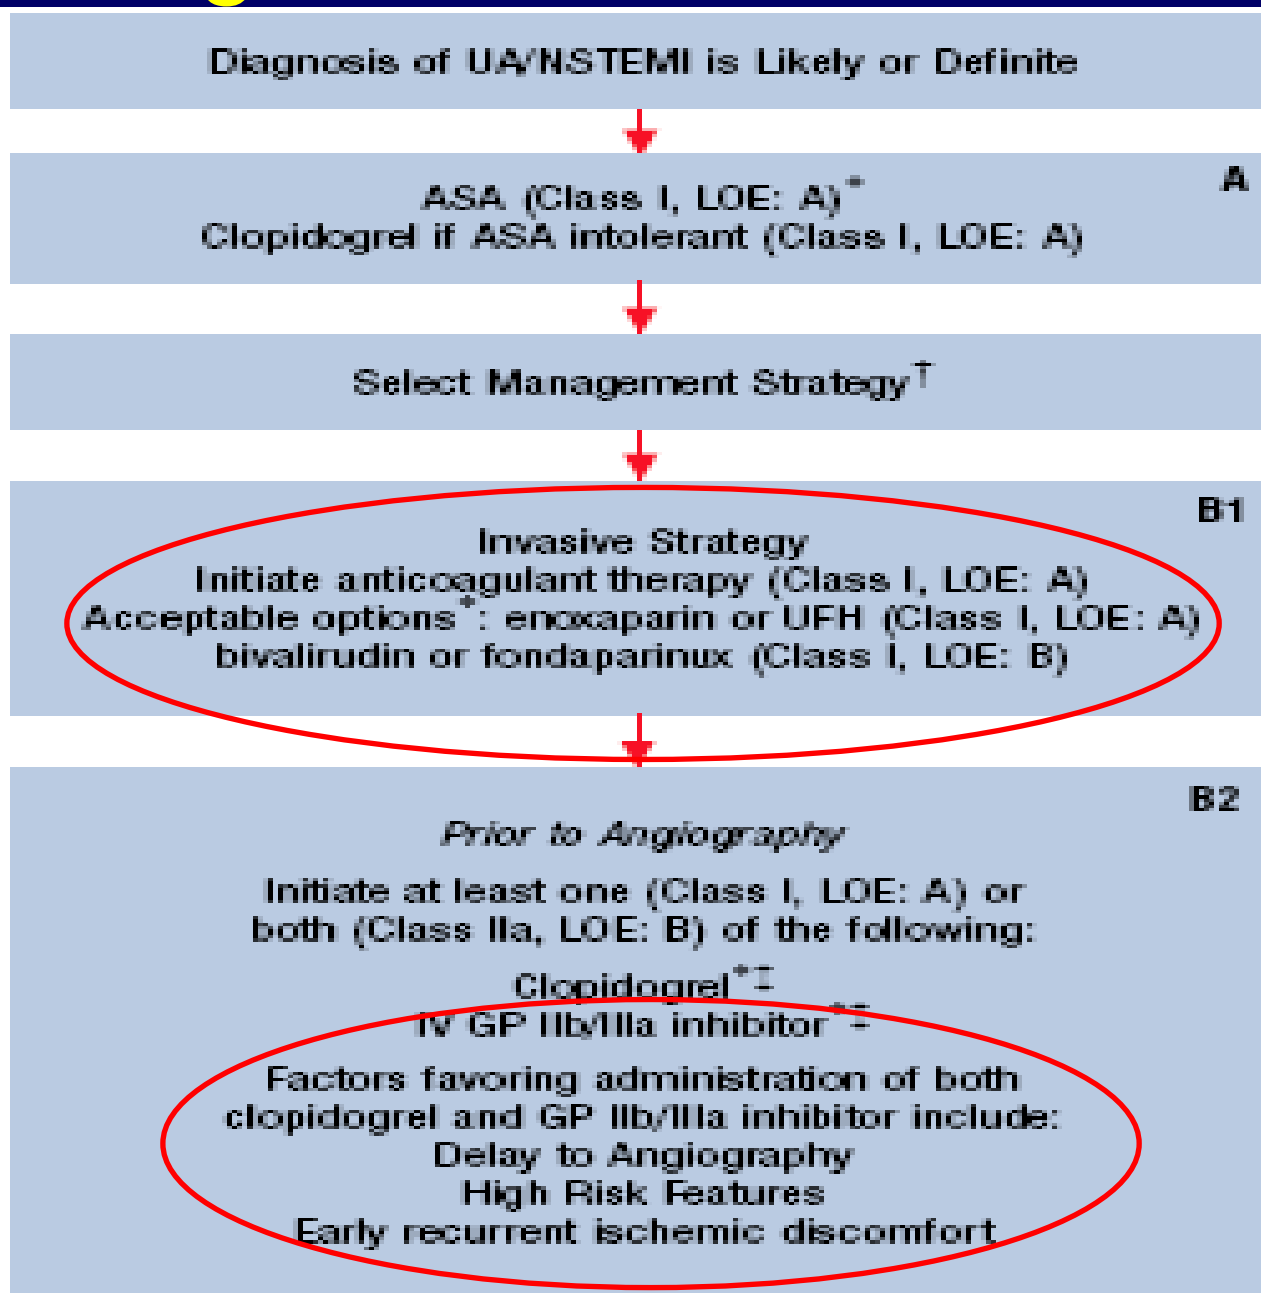 Diagnosis of UA/NSTEMI is Likely or Definite
A
ASA (Class I, LOE: A)*
Clopidogrel if ASA intolerant (Class I, LOE: A)
Select Management Strategy†
B1
Invasive Strategy
Initiate anticoagulant therapy (Class I, LOE: A)
Acceptable options*: enoxaparin or UFH (Class I, LOE: A)
bivalirudin or fondaparinux (Class I, LOE: B)
B2
Prior to Angiography
Initiate at least one (Class I, LOE: A) or
both (Class IIa, LOE: B) of the following:
Clopidogrel*‡
IV GP IIb/IIIa inhibitor*‡
Factors favoring administration of both
clopidogrel and GP IIb/IIIa inhibitor include:
Delay to Angiography
High Risk Features
Early recurrent ischemic discomfort